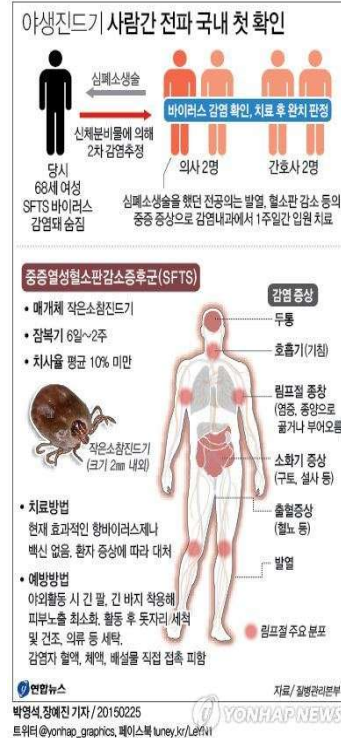 야생진드기 사람간 전파 국내 첫 확인
심폐소생술
신체분비물에 의해
2차 감염추정
바이러스 감염 확인, 치료 후 완치 판정
당시
68세 여성
SFTS 바이러스
감염돼 숨짐
의사 2명
간호사 2명
심폐소생술을 했던 전공의는 발열, 혈소판 감소 등의
중증 증상으로 감염내과에서 1주일간 입원 치료
중증열성혈소판감소증후군(SFTS)
• 매개체 작은소참진드기
• 잠복기 6일~2주
• 치사율 평균 10% 미만
작은소참진드기
(크기 2㎜ 내외)
• 치료방법
현재 효과적인 항바이러스제나
백신 없음, 환자 증상에 따라 대처
• 예방방법
야외활동 시 긴 팔, 긴 바지 착용해
피부노출 최소화, 활동 후 돗자리 세척
및 건조, 의류 등 세탁,
감염자 혈액, 체액, 배설물 직접 접촉 피함
감염 증상
두통
호흡기(기침)
림프절 종창
(염증, 종양으로
곪거나 부어오름)
소화기 증상
(구토, 설사 등)
출혈증상
(혈뇨 등)
발열
림프절 주요 분포
연합뉴스
자료/ 질병관리본부
박영석,장예진 기자 / 20150225
트위터 @yonhap_graphics, 페이스북 tuney.kr/LeYN1
YONHAP NEWS